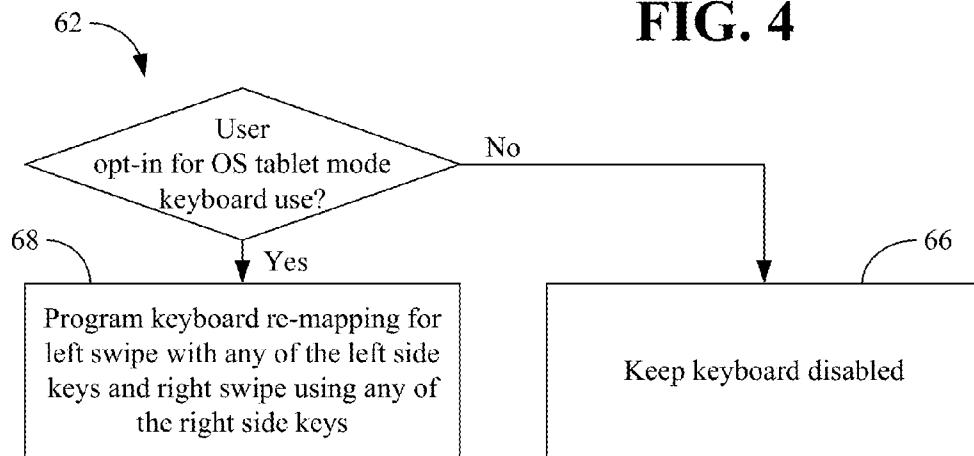 FIG. 4
62
User
opt-in for OS tablet mode
keyboard use?
No
68
Yes
66
Program keyboard re-mapping for
left swipe with any of the left side
keys and right swipe using any of
the right side keys
Keep keyboard disabled